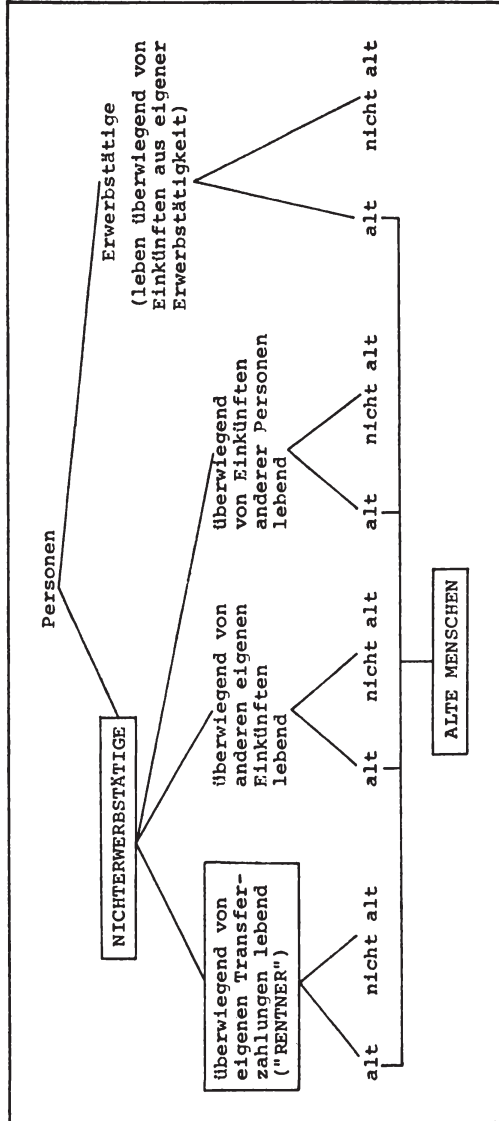 Personen
NICHTERWERBSTÄTIGE
Erwerbstätige
(leben überwiegend von
Einkünften aus eigener
Erwerbstätigkeit)
überwiegend von
eigenen Transfer-
zahlungen lebend
("RENTNER")
überwiegend von
anderen eigenen
Einkünften
lebend
überwiegend
von Einkünften
anderer Personen
lebend
alt nicht alt alt nicht alt alt nicht alt alt nicht alt
ALTE MENSCHEN